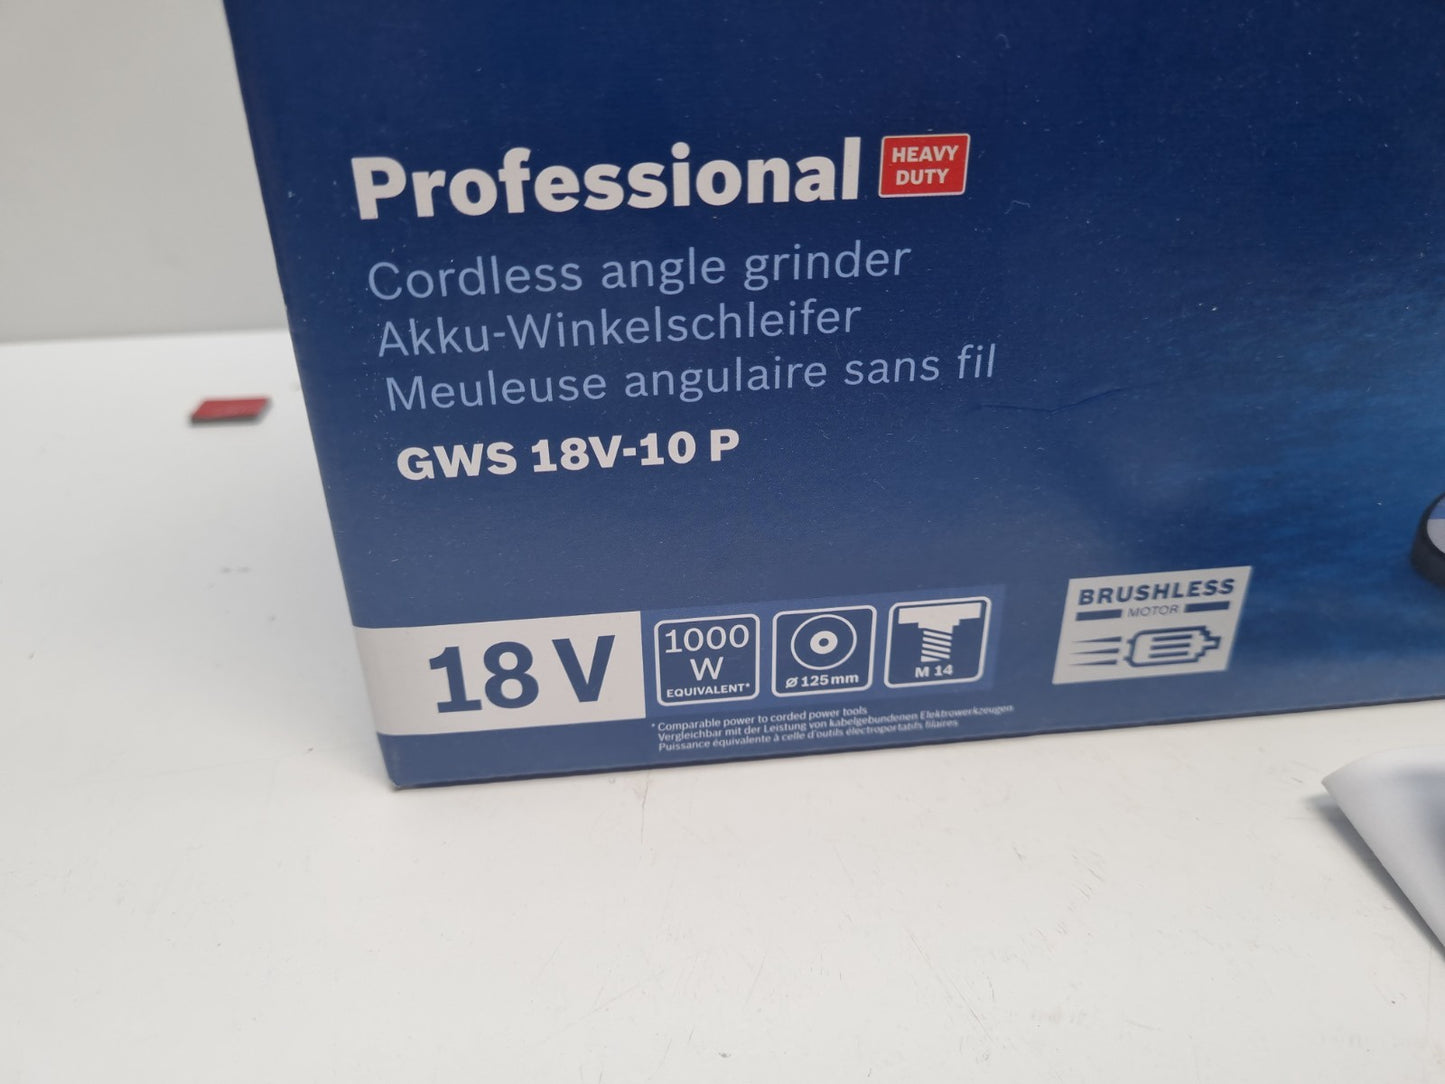 Professional
HEAVY
DUTY
Cordless angle grinder
Akku-Winkelschleifer
Meuleuse angulaire sans fil
GWS 18V-10 P
18 V
1000
W
EQUIVALENT*
Ø 125 mm
M 14
BRUSHLESS
MOTOR
* Comparable power to corded power tools
Vergleichbar mit der Leistung von kabelgebundenen Elektrowerkzeugen
Puissance équivalente à celle d'outils électroportatifs filaires